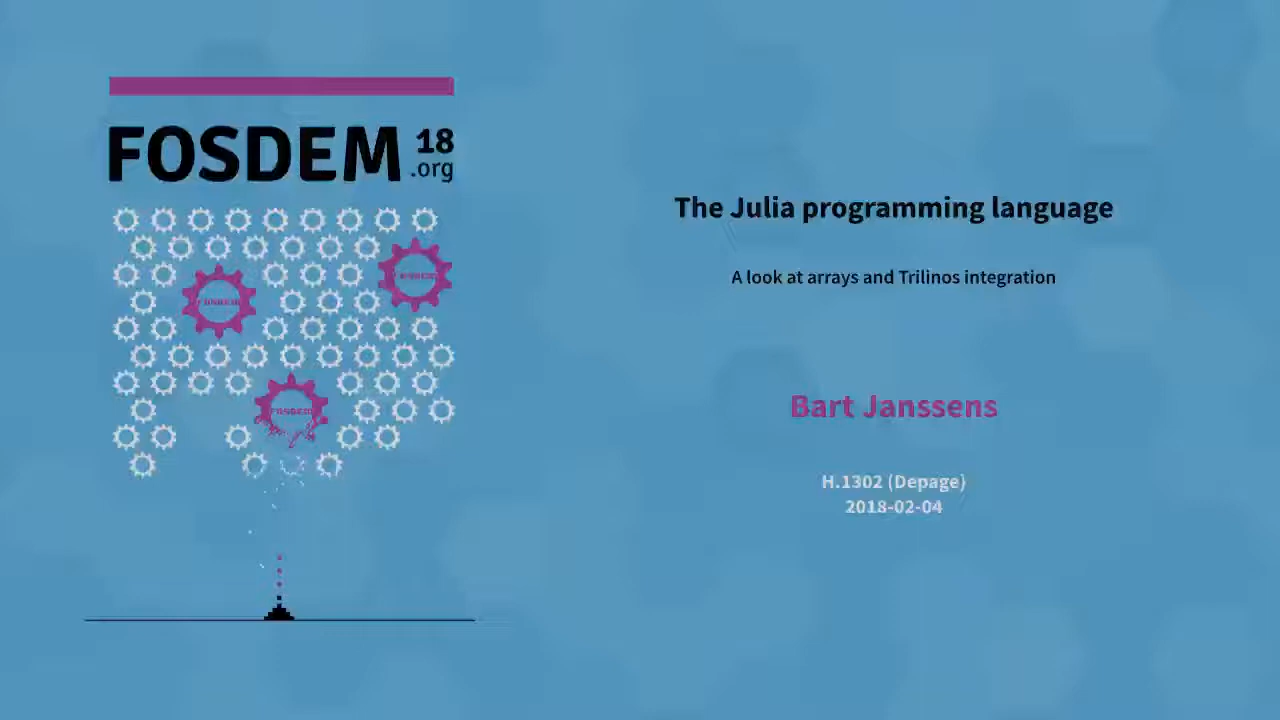 FOSDEM 18
.org
FOSDEM
The Julia programming language
A look at arrays and Trilinos integration
Bart Janssens
H.1302 (Depage)
2018-02-04